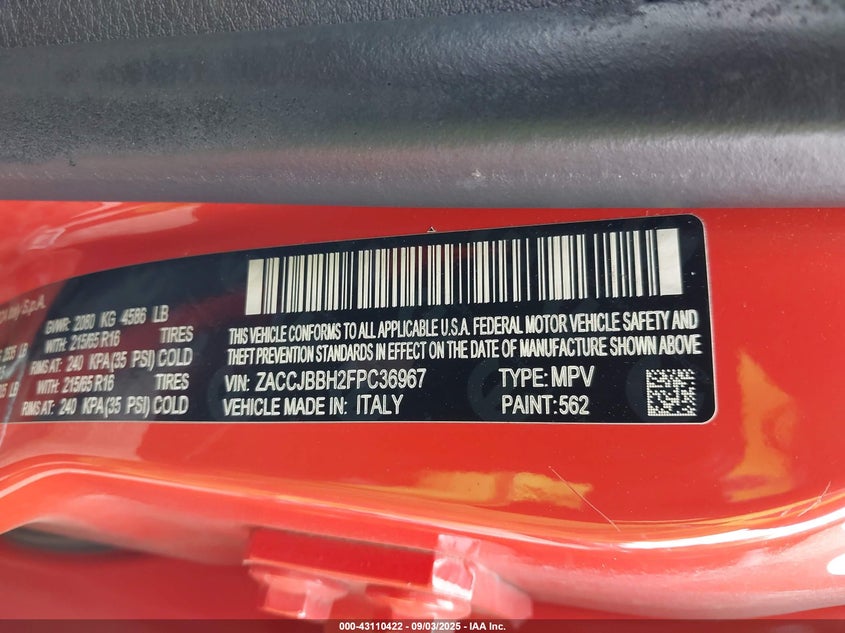 Italy S.p.A.
GVWR: 2080 KG 4586 LB
WITH: 215/65 R16 TIRES
RIMS AT: 240 KPA(35 PSI) COLD
WITH: 215/65 R16 TIRES
RIMS AT: 240 KPA(35 PSI) COLD
LB
LB
THIS VEHICLE CONFORMS TO ALL APPLICABLE U.S.A. FEDERAL MOTOR VEHICLE SAFETY AND
THEFT PREVENTION STANDARDS IN EFFECT ON THE DATE OF MANUFACTURE SHOWN ABOVE
VIN: ZACCJBBH2FPC36967 TYPE: MPV
VEHICLE MADE IN: ITALY PAINT: 562
000-43110422 - 09/03/2025 - IAA Inc.